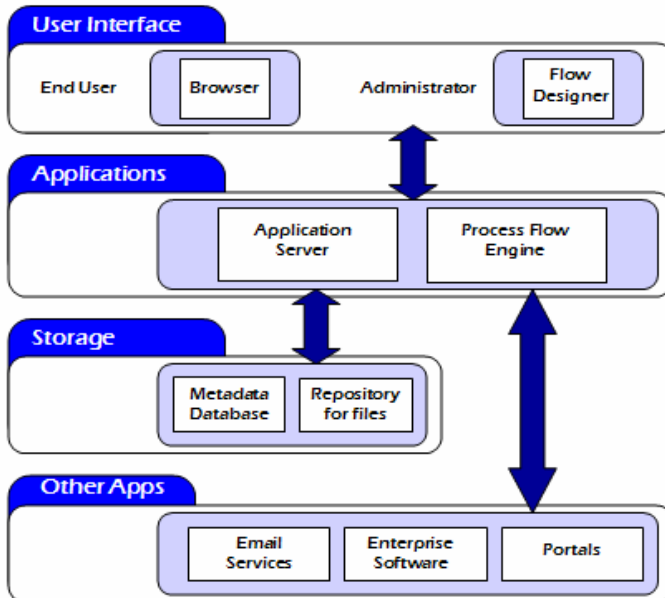 User Interface
End User
Browser
Administrator
Flow
Designer
Applications
Application
Server
Process Flow
Engine
Storage
Metadata
Database
Repository
for files
Other Apps
Email
Services
Enterprise
Software
Portals